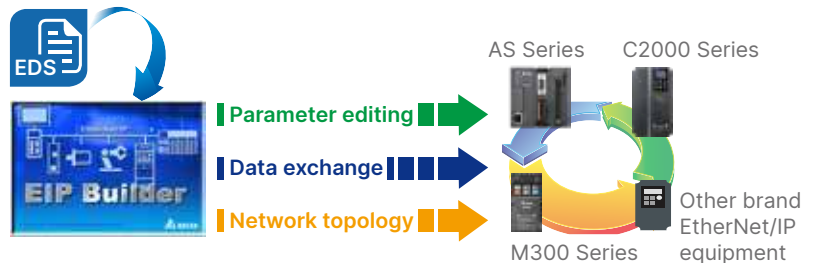 EDS
EIP Builder
Parameter editing
Data exchange
Network topology
AS Series
C2000 Series
M300 Series
Other brand
EtherNet/IP
equipment